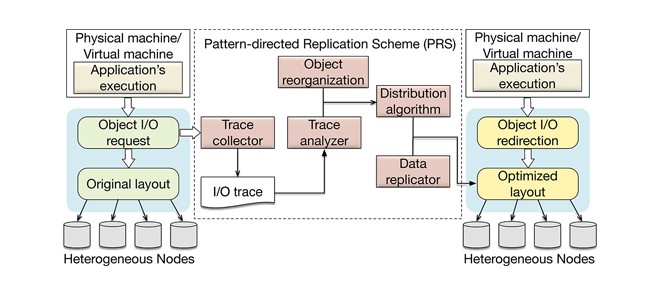 Physical machine/
Virtual machine
Application's
execution
Object I/O
request
Original layout
Heterogeneous Nodes
Pattern-directed Replication Scheme (PRS)
Object
reorganization
Trace
collector
Trace
analyzer
I/O trace
Distribution
algorithm
Data
replicator
Physical machine/
Virtual machine
Application's
execution
Object I/O
redirection
Optimized
layout
Heterogeneous Nodes